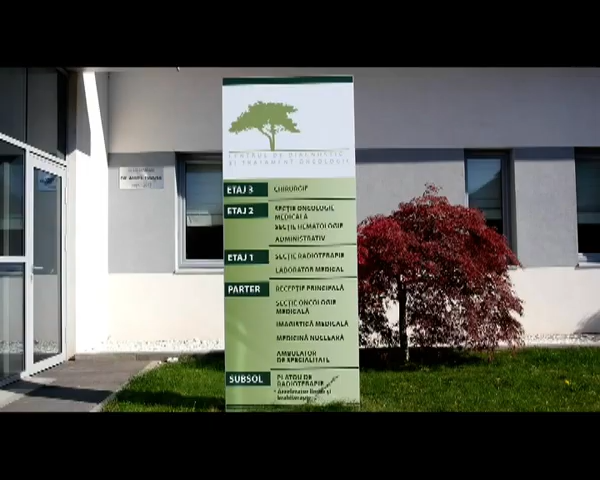 CENTRUL DE DIAGNOSTIC
ȘI TRATAMENT ONCOLOGIC
ETAJ 3 CHIRURGIE
ETAJ 2 SECȚIE ONCOLOGIE
MEDICALĂ
SECȚIE HEMATOLOGIE
ADMINISTRATIV
ETAJ 1 SECȚIE RADIOTERAPIE
LABORATOR MEDICAL
PARTER RECEPȚIE PRINCIPALĂ
SECȚIE ONCOLOGIE
MEDICALĂ
IMAGISTICĂ MEDICALĂ
MEDICINĂ NUCLEARĂ
AMBULATOR
DE SPECIALITATE
SUBSOL PLATOU DE
RADIOTERAPIE